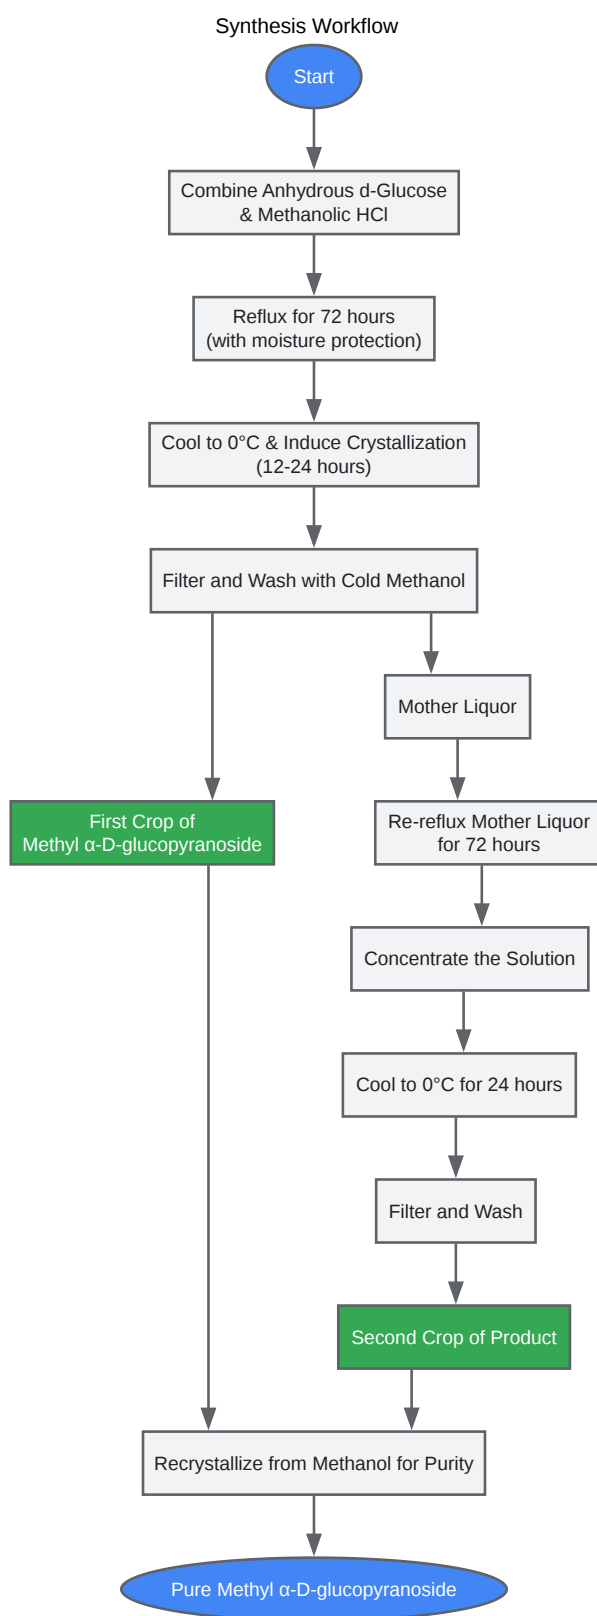 Synthesis Workflow
Start
Combine Anhydrous d-Glucose
& Methanolic HCl
Reflux for 72 hours
(with moisture protection)
Cool to 0°C & Induce Crystallization
(12-24 hours)
Filter and Wash with Cold Methanol
Mother Liquor
First Crop of
Methyl α-D-glucopyranoside
Re-reflux Mother Liquor
for 72 hours
Concentrate the Solution
Cool to 0°C for 24 hours
Filter and Wash
Second Crop of Product
Recrystallize from Methanol for Purity
Pure Methyl α-D-glucopyranoside